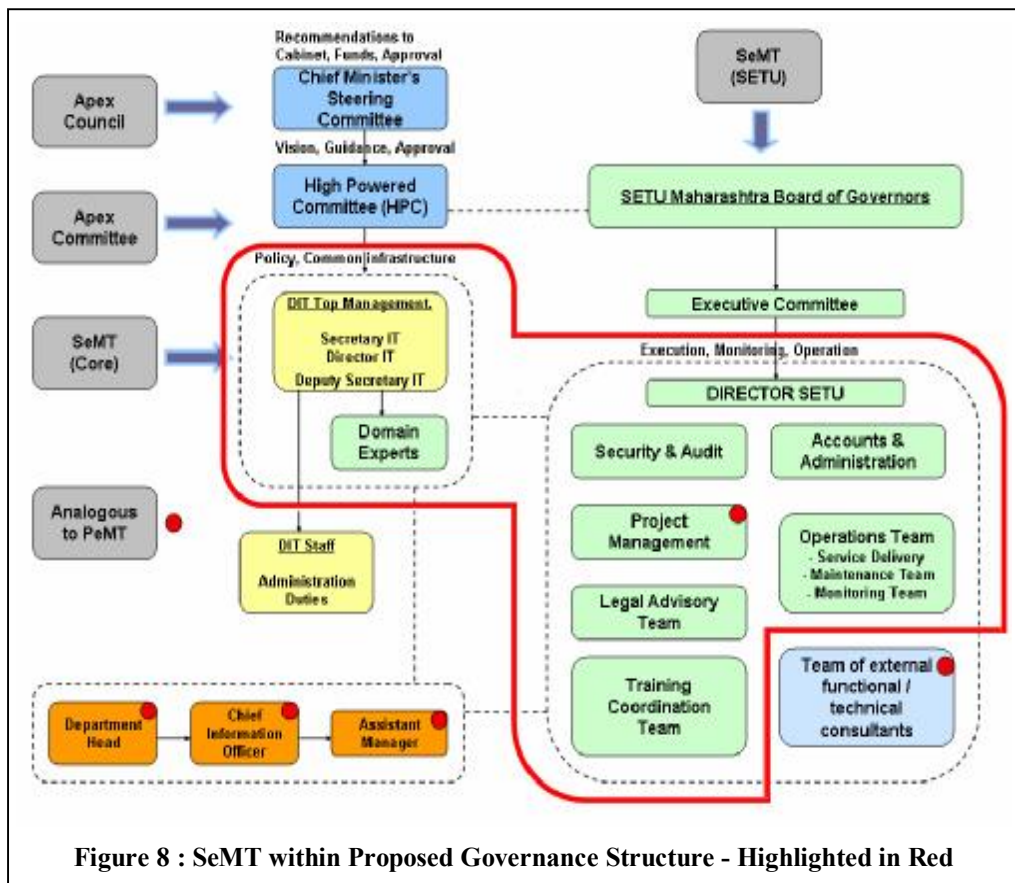 Recommendations to
Cabinet, Funds, Approval
Chief Minister's
Steering
Committee
Apex
Council
SeMT
(SETU)
Vision, Guidance, Approval
High Powered
Committee (HPC)
Apex
Committee
SETU Maharashtra Board of Governors
Policy, Common infrastructure
DIT Top Management.
Secretary IT
Director IT
Deputy Secretary IT
SeMT
(Core)
Domain
Experts
Executive Committee
Execution, Monitoring, Operation
DIRECTOR SETU
Security & Audit
Accounts &
Administration
Analogous
to PeMT
DIT Staff
Administration
Duties
Project
Management
Operations Team
- Service Delivery
- Maintenance Team
- Monitoring Team
Legal Advisory
Team
Training
Coordination
Team
Team of external
functional /
technical
consultants
Department
Head
Chief
Information
Officer
Assistant
Manager
Figure 8 : SeMT within Proposed Governance Structure - Highlighted in Red